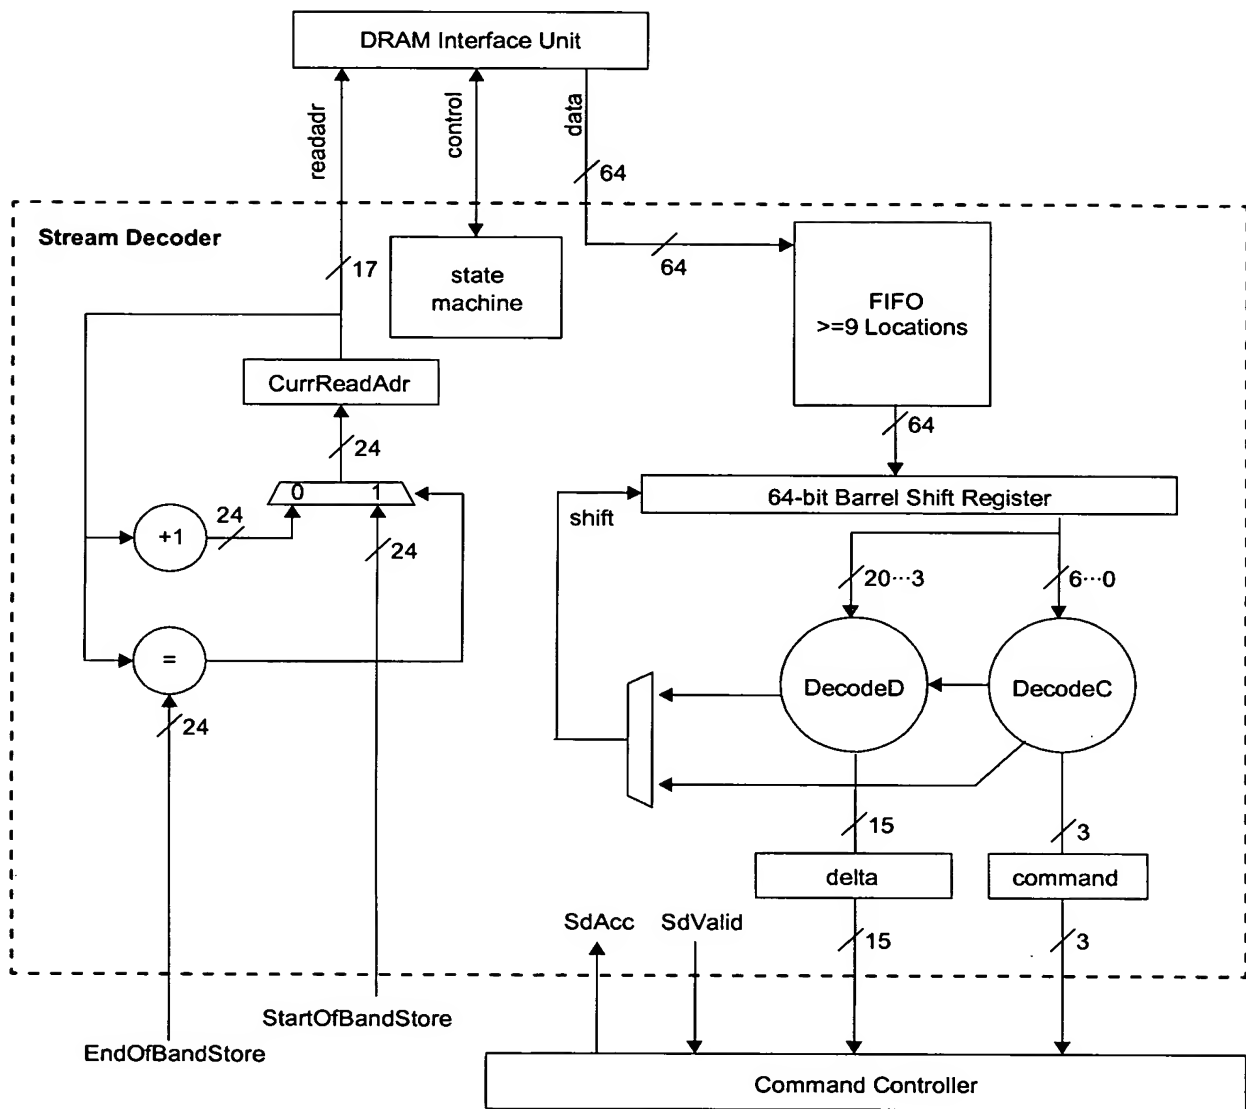 DRAM Interface Unit
readadr
control
data
64
Stream Decoder
17
state
machine
64
FIFO
>=9 Locations
CurrReadAdr
24
64
0 1
64-bit Barrel Shift Register
shift
+1
24
24
20···3
6···0
=
DecodeD
DecodeC
24
15
3
delta
command
SdAcc
SdValid
15
3
StartOfBandStore
EndOfBandStore
Command Controller